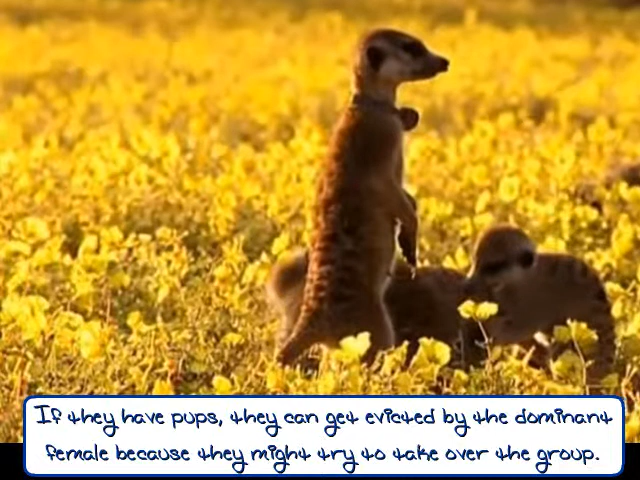 If they have pups, they can get evicted by the dominant
female because they might try to take over the group.